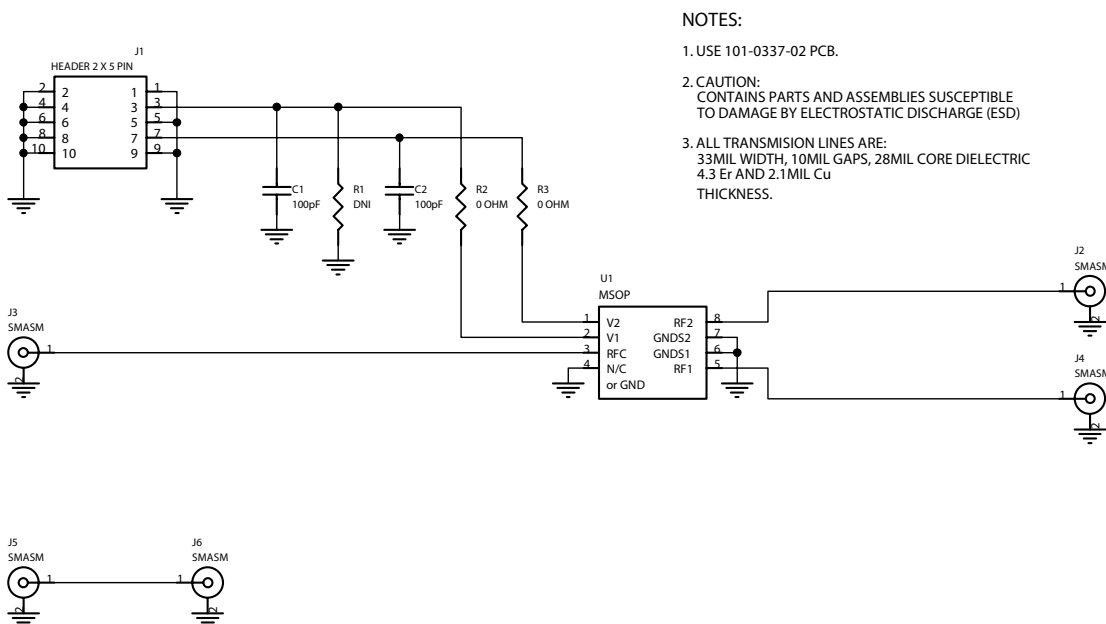 NOTES:
1. USE 101-0337-02 PCB.
2. CAUTION:
CONTAINS PARTS AND ASSEMBLIES SUSCEPTIBLE
TO DAMAGE BY ELECTROSTATIC DISCHARGE (ESD)
3. ALL TRANSMISION LINES ARE:
33MIL WIDTH, 10MIL GAPS, 28MIL CORE DIELECTRIC
4.3 Er AND 2.1MIL Cu
THICKNESS.
J1
HEADER 2 X 5 PIN
2 2 1 1
4 4 3 3
6 6 5 5
8 8 7 7
10 10 9 9
C1
100pF
R1
DNI
C2
100pF
R2
0 OHM
R3
0 OHM
U1
MSOP
1 V2 RF2 8
2 V1 GNDS2 7
3 RFC GNDS1 6
4 N/C RF1 5
or GND
J2
SMASM
1
2
J3
SMASM
1
2
J4
SMASM
1
2
J5
SMASM
1
2
J6
SMASM
1
2